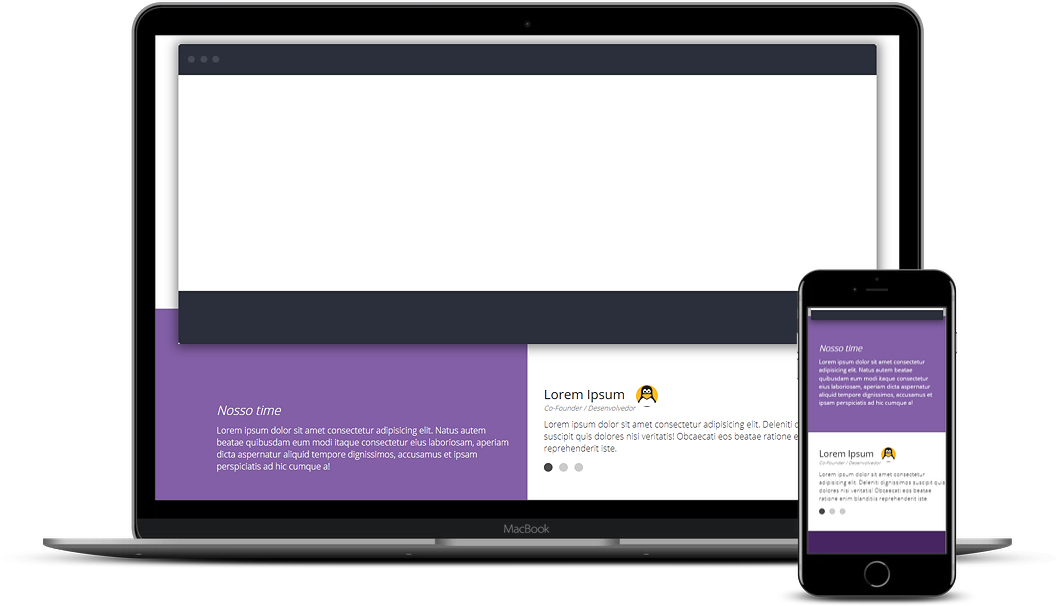 Nosso time
Lorem ipsum dolor sit amet consectetur adipisicing elit. Natus autem
beatae quibusdam eum modi itaque consectetur eius laboriosam, aperiam
dicta aspernatur aliquid tempore dignissimos, accusamus et ipsam
perspiciatis ad hic cumque a!
Lorem Ipsum
Co-Founder / Desenvolvedor
Lorem ipsum dolor sit amet consectetur adipisicing elit. Deleniti
suscipit quis dolores nisi veritatis! Obcaecati eos beatae ratione
reprehenderit iste.
MacBook
Nosso time
Lorem ipsum dolor sit amet consectetur
adipisicing elit. Natus autem beatae
quibusdam eum modi itaque consectetur
eius laboriosam, aperiam dicta aspernatur
aliquid tempore dignissimos, accusamus et
ipsam perspiciatis ad hic cumque a!
Lorem Ipsum
Co-Founder / Desenvolvedor
Lorem ipsum dolor sit amet consectetur
adipisicing elit. Deleniti suscipit quis
dolores nisi veritatis! Obcaecati eos beatae
ratione enim blanditiis reprehenderit iste.